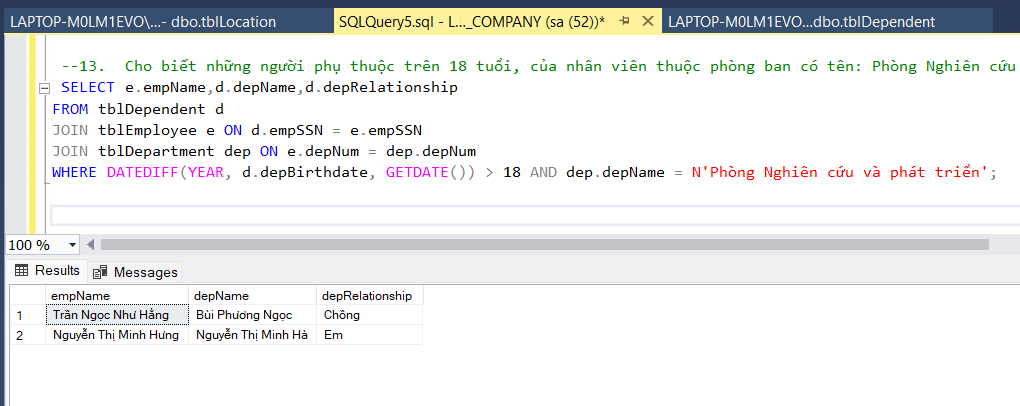 LAPTOP-M0LM1EVO\...- dbo.tblLocation SQLQuery5.sql - L..._COMPANY (sa (52))* LAPTOP-M0LM1EVO...dbo.tblDependent
--13. Cho biết những người phụ thuộc trên 18 tuổi, của nhân viên thuộc phòng ban có tên: Phòng Nghiên cứu
SELECT e.empName,d.depName,d.depRelationship
FROM tblDependent d
JOIN tblEmployee e ON d.empSSN = e.empSSN
JOIN tblDepartment dep ON e.depNum = dep.depNum
WHERE DATEDIFF(YEAR, d.depBirthdate, GETDATE()) > 18 AND dep.depName = N'Phòng Nghiên cứu và phát triển';
100 %
Results Messages
empName depName depRelationship
1 Trần Ngọc Như Hằng Bùi Phương Ngọc Chồng
2 Nguyễn Thị Minh Hưng Nguyễn Thị Minh Hà Em